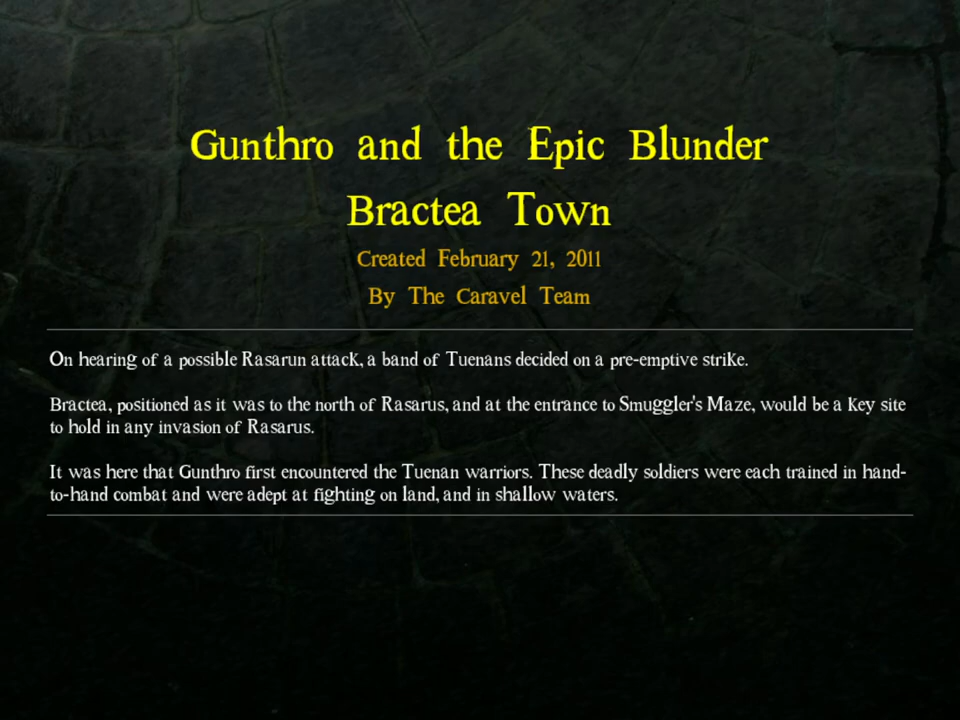 Gunthro and the Epic Blunder
Bractea Town
Created February 21, 2011
By The Caravel Team
On hearing of a possible Rasarun attack, a band of Tuenans decided on a pre-emptive strike.
Bractea, positioned as it was to the north of Rasarus, and at the entrance to Smuggler's Maze, would be a key site
to hold in any invasion of Rasarus.
It was here that Gunthro first encountered the Tuenan warriors. These deadly soldiers were each trained in hand-
to-hand combat and were adept at fighting on land, and in shallow waters.